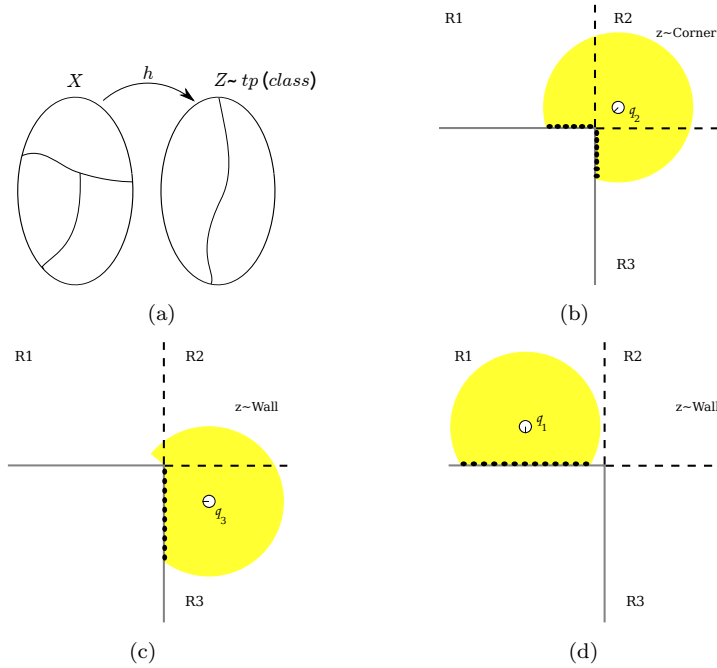 X
h
Z~ tp (class)
(a)
R1
R2
z~Corner
q2
R3
(b)
R1
R2
z~Wall
q3
R3
(c)
R1
R2
z~Wall
q1
R3
(d)